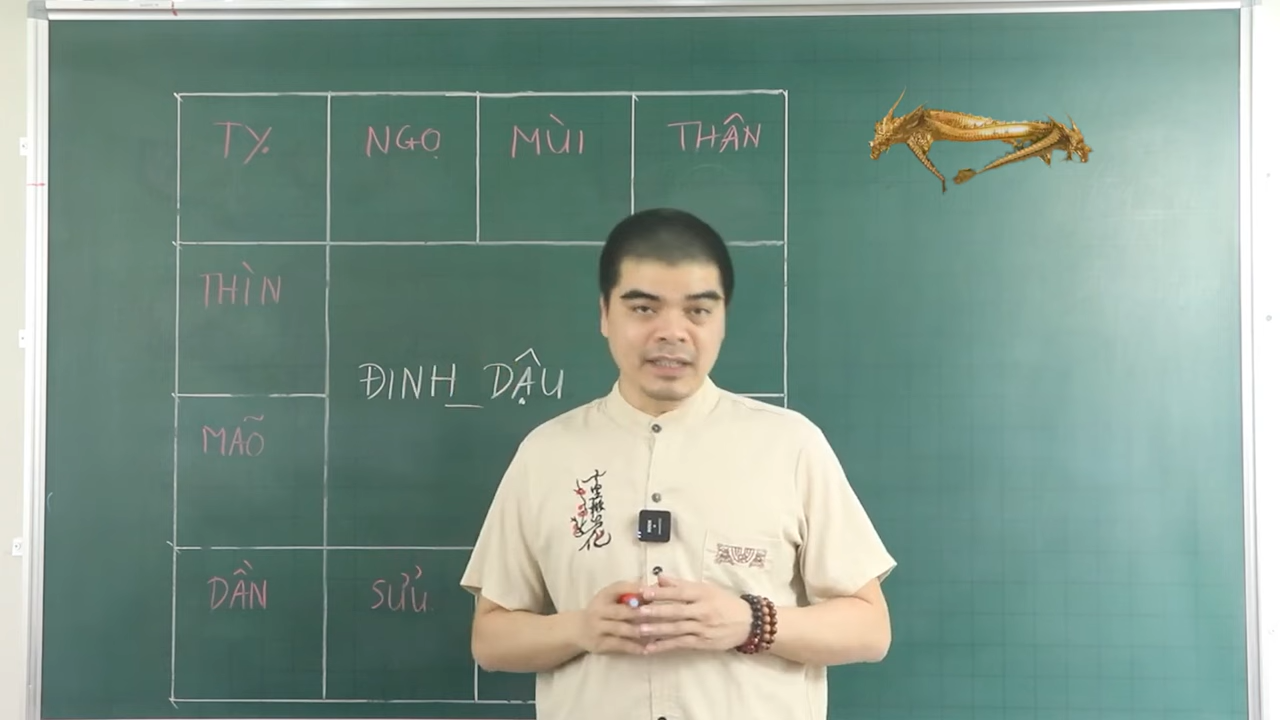 TỴ NGỌ MÙI THÂN
THÌN
ĐINH_DẬU
MÃO
DẦN SỬU